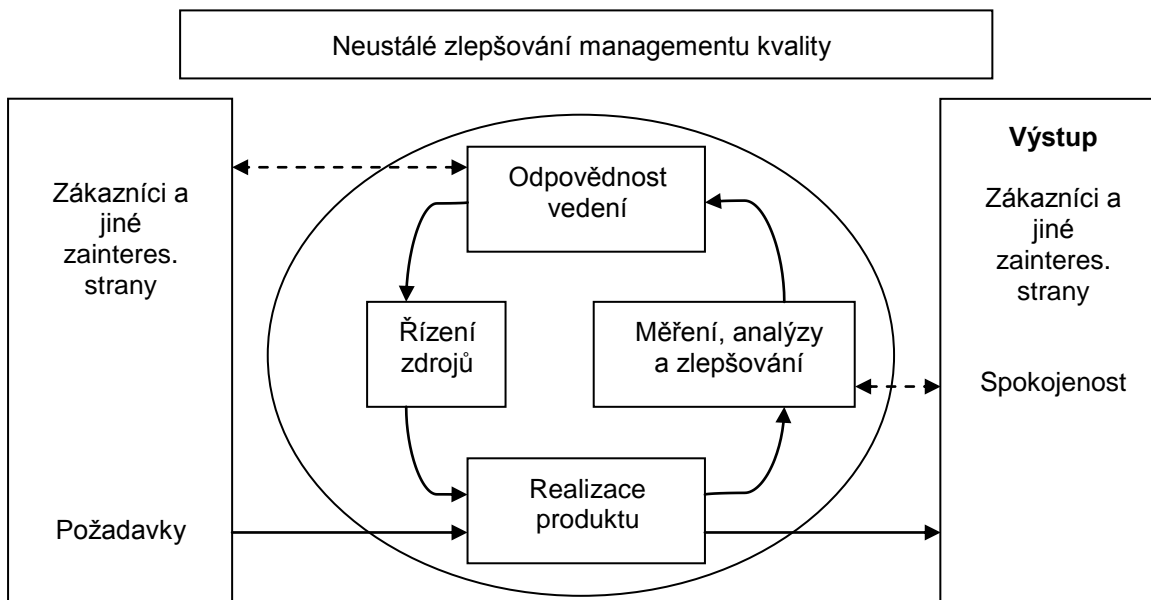 Neustálé zlepšování managementu kvality
Zákazníci a
jiné
zainteres.
strany
Požadavky
Odpovědnost
vedení
Řízení
zdrojů
Měření, analýzy
a zlepšování
Realizace
produktu
Výstup
Zákazníci a
jiné
zainteres.
strany
Spokojenost